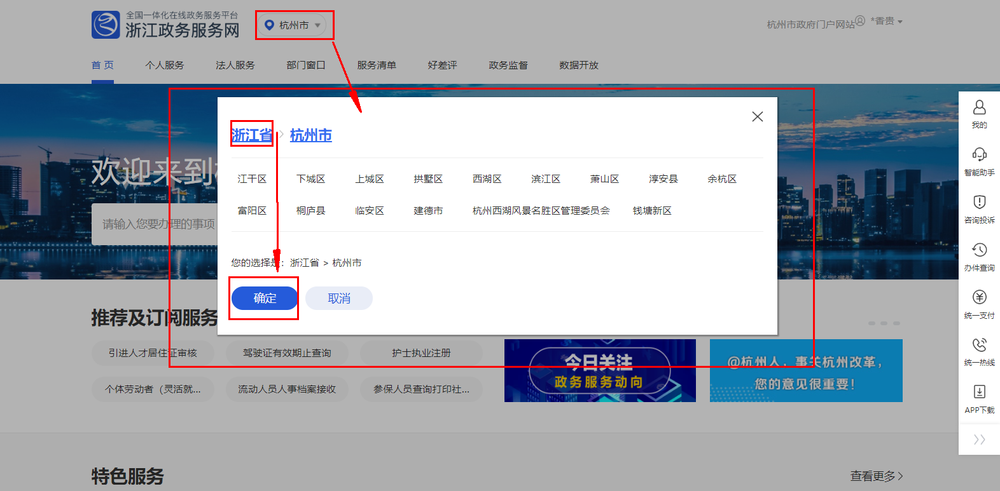 全国一体化在线政务服务平台
浙江政务服务网
杭州市
杭州市政府门户网站
*香贵
首页
个人服务
法人服务
部门窗口
服务清单
好差评
政务监督
数据开放
欢迎来到
请输入您要办理的事项
浙江省 > 杭州市
江干区 下城区 上城区 拱墅区 西湖区 滨江区 萧山区 淳安县 余杭区
富阳区 桐庐县 临安区 建德市 杭州西湖风景名胜区管理委员会 钱塘新区
您的选择是：浙江省 > 杭州市
确定
取消
我的
智能助手
咨询投诉
办件查询
统一支付
统一热线
APP下载
推荐及订阅服务
引进人才居住证审核
驾驶证有效期止查询
护士执业注册
个体劳动者（灵活就...
流动人员人事档案接收
参保人员查询打印社...
今日关注
政务服务动向
@杭州人，事关杭州改革，
您的意见很重要！
特色服务
查看更多>